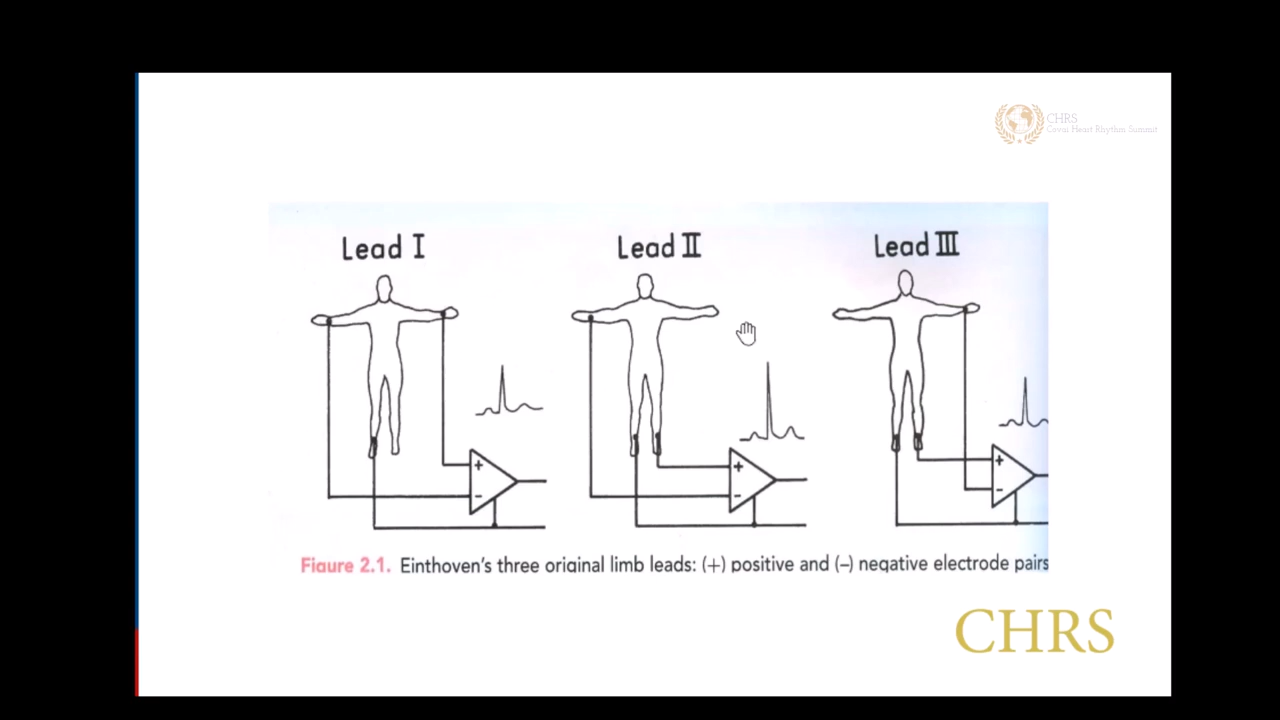 CHRS
Covai Heart Rhythm Summit
Lead I
Lead II
Lead III
+
-
+
-
+
-
Figure 2.1. Einthoven's three original limb leads: (+) positive and (–) negative electrode pairs
CHRS